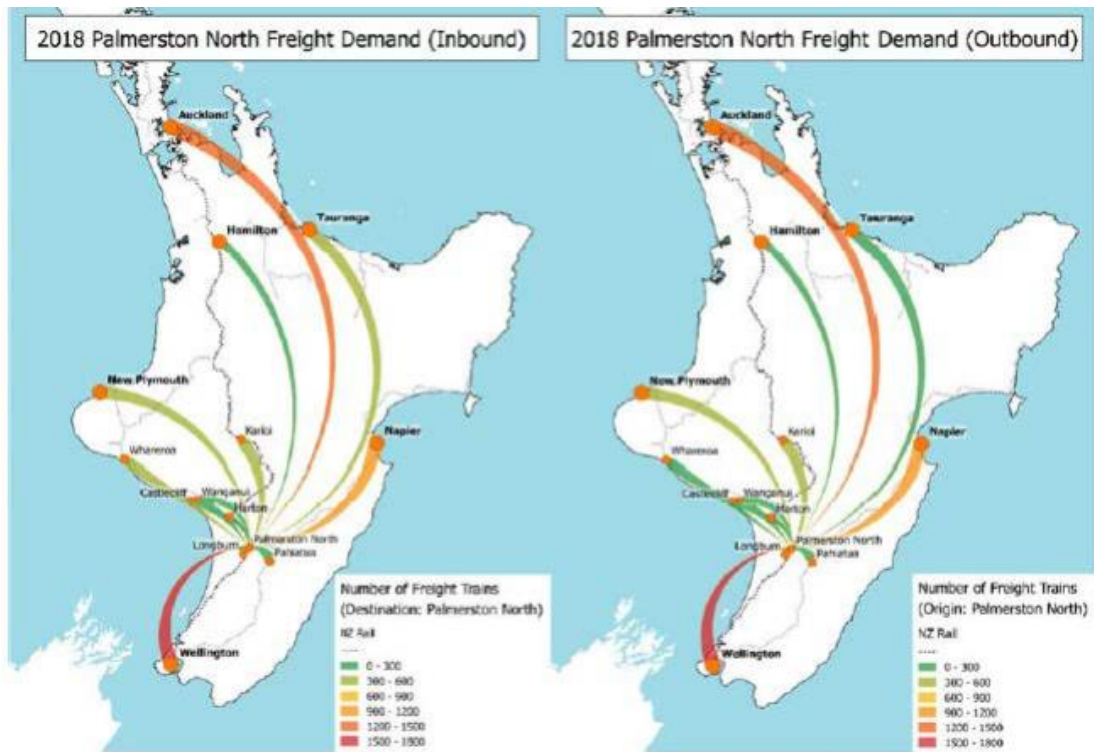 2018 Palmerston North Freight Demand (Inbound)
Auckland
Tauranga
Hamilton
New Plymouth
Kariol
Napier
Whareroa
Castlecliff
Wanganui
Marton
Palmerston North
Longburn
Pahiatua
Wellington
Number of Freight Trains
(Destination: Palmerston North)
NZ Rail
0 - 300
300 - 600
600 - 900
900 - 1200
1200 - 1500
1500 - 1800
2018 Palmerston North Freight Demand (Outbound)
Auckland
Tauranga
Hamilton
New Plymouth
Kariol
Napier
Whareroa
Castlecliff
Wanganui
Marton
Palmerston North
Longburn
Pahiatua
Wellington
Number of Freight Trains
(Origin: Palmerston North)
NZ Rail
0 - 300
300 - 600
600 - 900
900 - 1200
1200 - 1500
1500 - 1800